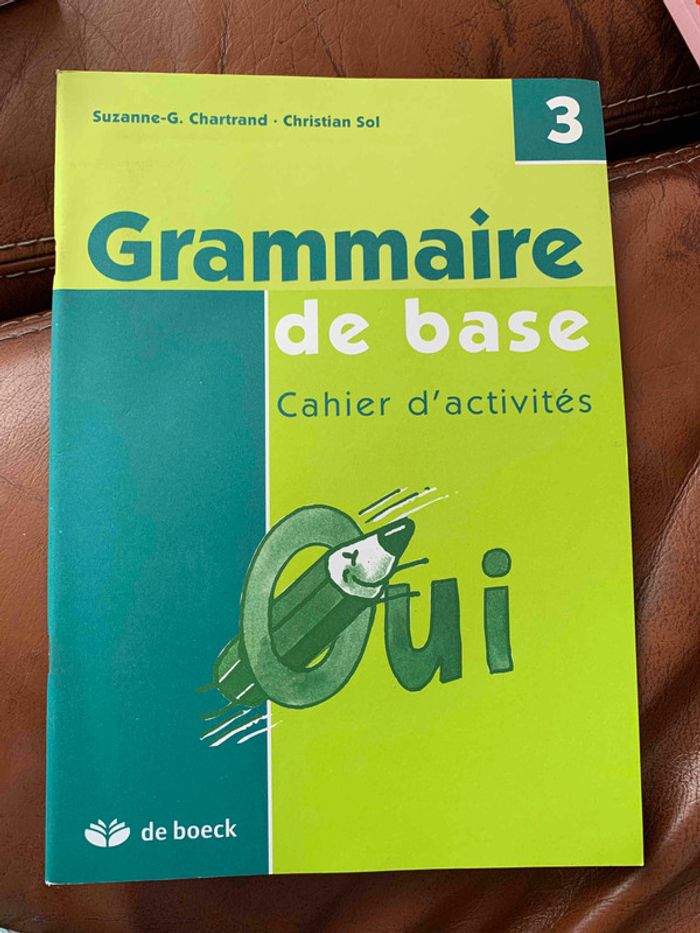 Suzanne-G. Chartrand · Christian Sol
3
Grammaire
de base
Cahier d'activités
Oui
de boeck